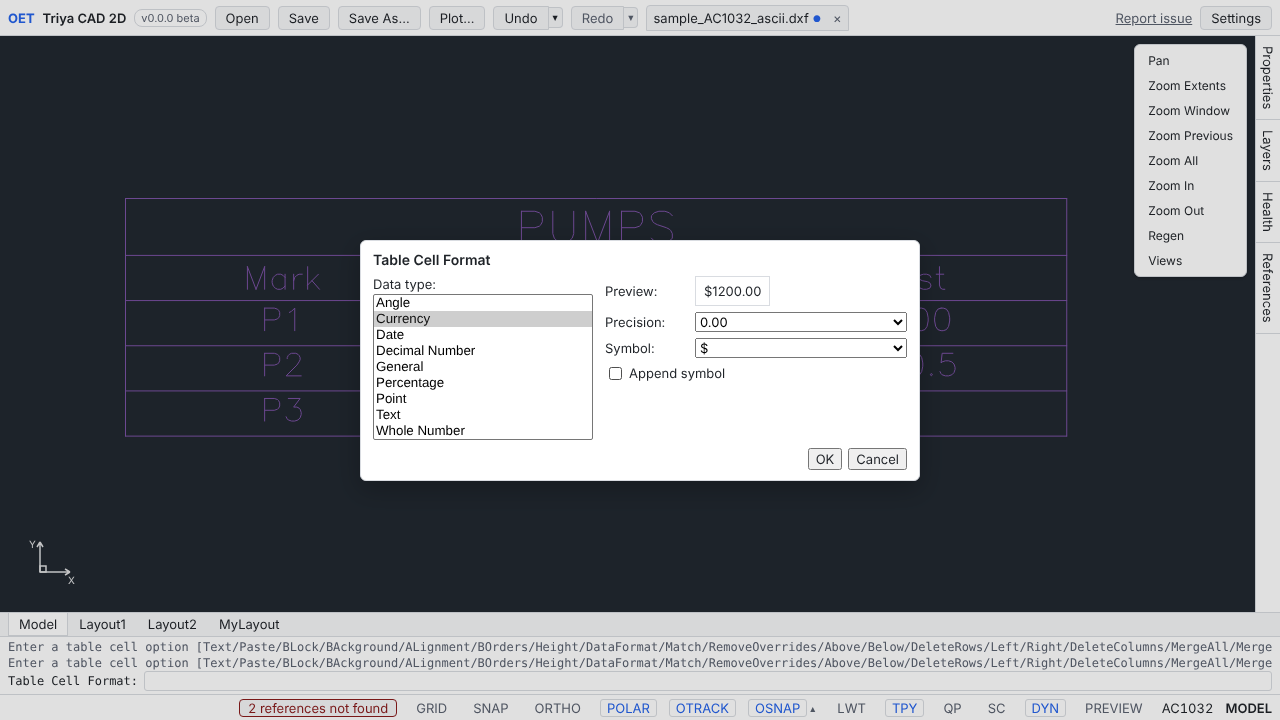 OET Triya CAD 2D v0.0.0 beta Open Save Save As... Plot... Undo ▾ Redo ▾ sample_AC1032_ascii.dxf ● × Report issue Settings
Pan
Zoom Extents
Zoom Window
Zoom Previous
Zoom All
Zoom In
Zoom Out
Regen
Views
Properties
Layers
Health
References
PUMPS
Mark
P1
P2
P3
Table Cell Format
Data type:
Angle
Currency
Date
Decimal Number
General
Percentage
Point
Text
Whole Number
Preview: $1200.00
Precision: 0.00
Symbol: $
Append symbol
OK Cancel
Y
X
Model Layout1 Layout2 MyLayout
Enter a table cell option [Text/Paste/BLock/BAckground/ALignment/BOrders/Height/DataFormat/Match/RemoveOverrides/Above/Below/DeleteRows/Left/Right/DeleteColumns/MergeAll/Merge
Enter a table cell option [Text/Paste/BLock/BAckground/ALignment/BOrders/Height/DataFormat/Match/RemoveOverrides/Above/Below/DeleteRows/Left/Right/DeleteColumns/MergeAll/Merge
Table Cell Format:
2 references not found GRID SNAP ORTHO POLAR OTRACK OSNAP ▴ LWT TPY QP SC DYN PREVIEW AC1032 MODEL